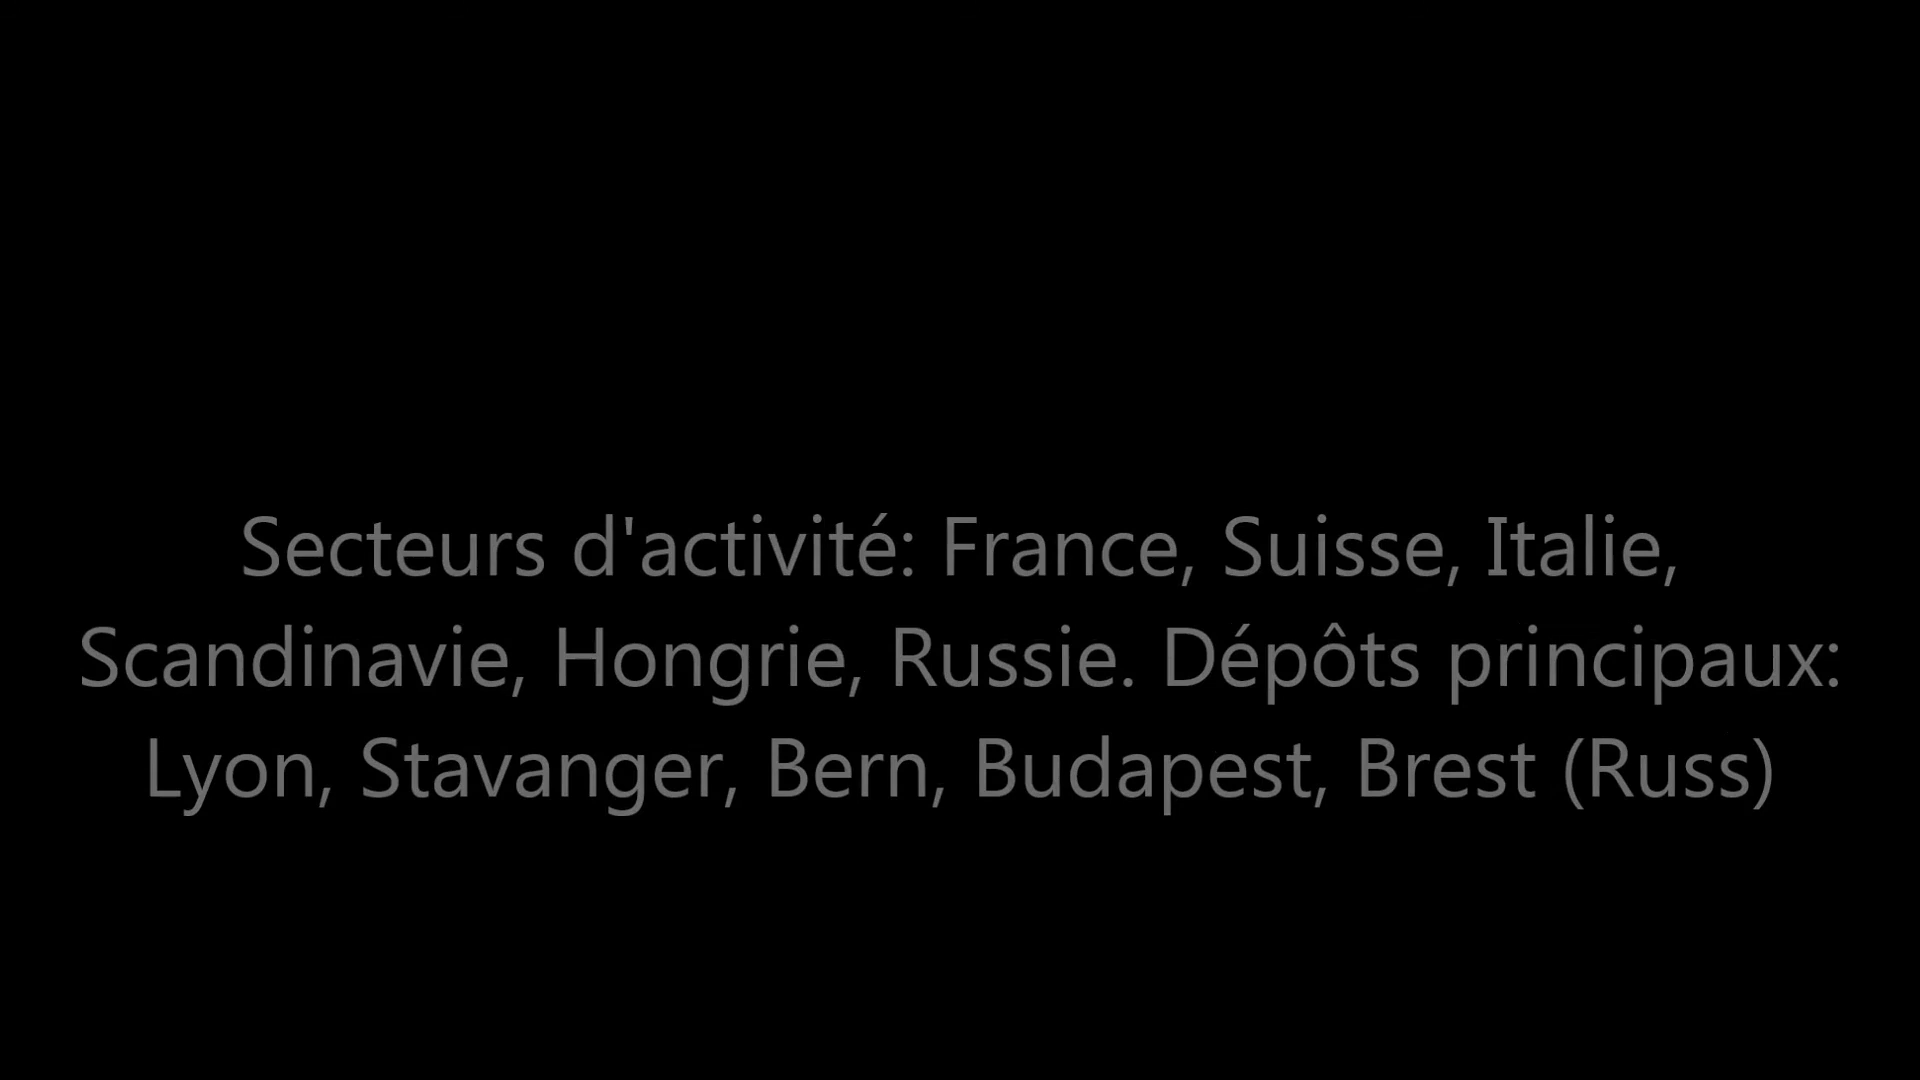 Secteurs d'activité: France, Suisse, Italie,
Scandinavie, Hongrie, Russie. Dépôts principaux:
Lyon, Stavanger, Bern, Budapest, Brest (Russ)